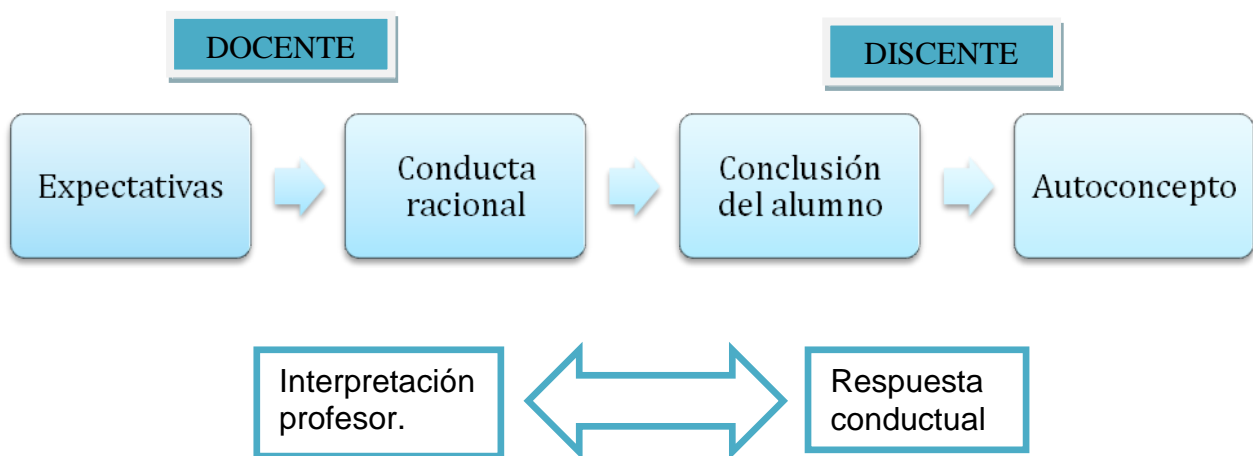 DOCENTE
DISCENTE
Expectativas
Conducta
racional
Conclusión
del alumno
Autoconcepto
Interpretación
profesor.
Respuesta
conductual